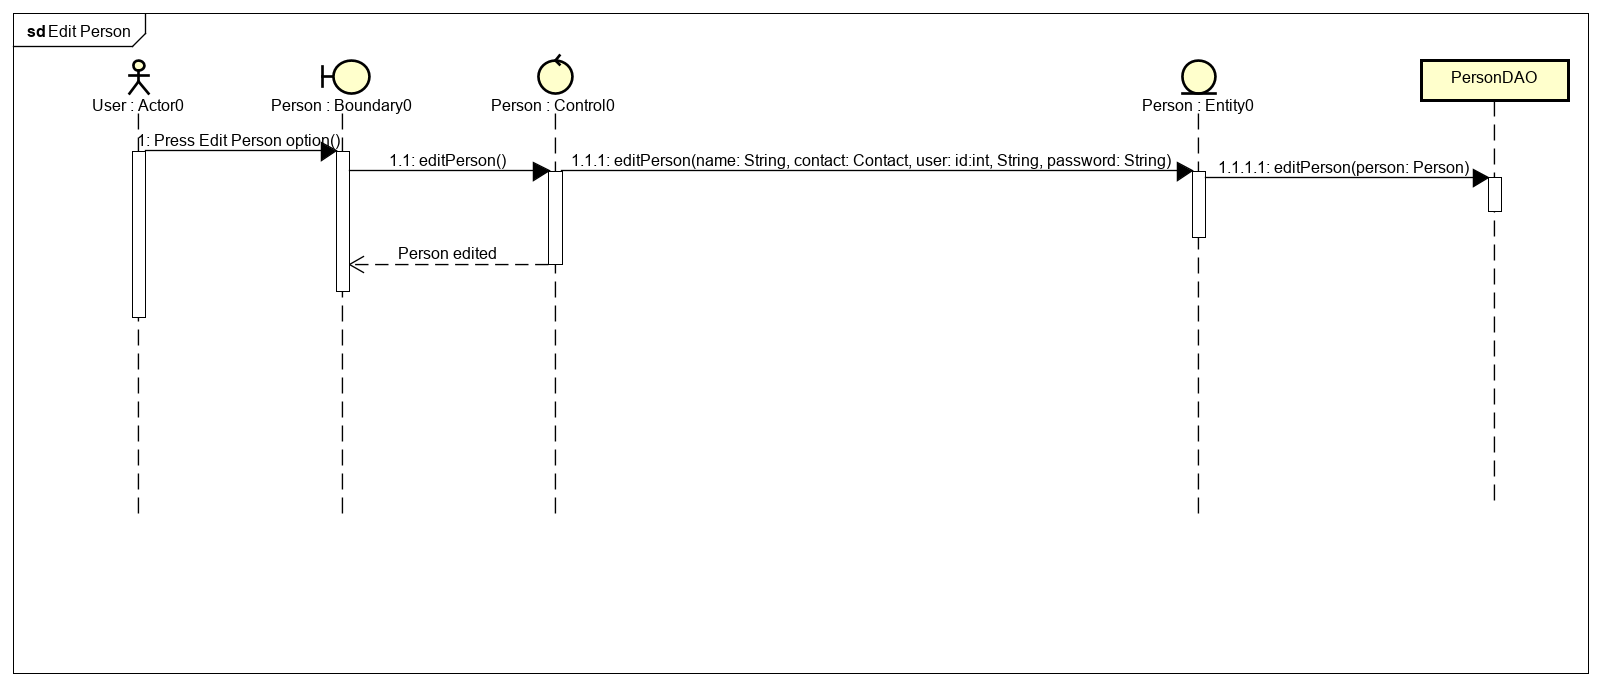 sd Edit Person
User : Actor0
Person : Boundary0
Person : Control0
Person : Entity0
PersonDAO
1: Press Edit Person option()
1.1: editPerson()
1.1.1: editPerson(name: String, contact: Contact, user: id:int, String, password: String)
1.1.1.1: editPerson(person: Person)
Person edited